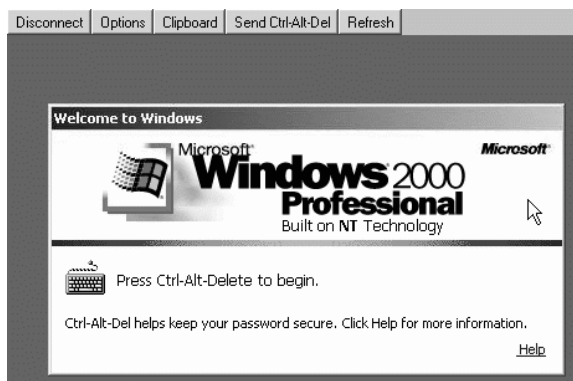 Disconnect Options Clipboard Send Ctrl-Alt-Del Refresh
Welcome to Windows
Microsoft
Microsoft
Windows 2000
Professional
Built on NT Technology
Press Ctrl-Alt-Delete to begin.
Ctrl-Alt-Del helps keep your password secure. Click Help for more information.
Help